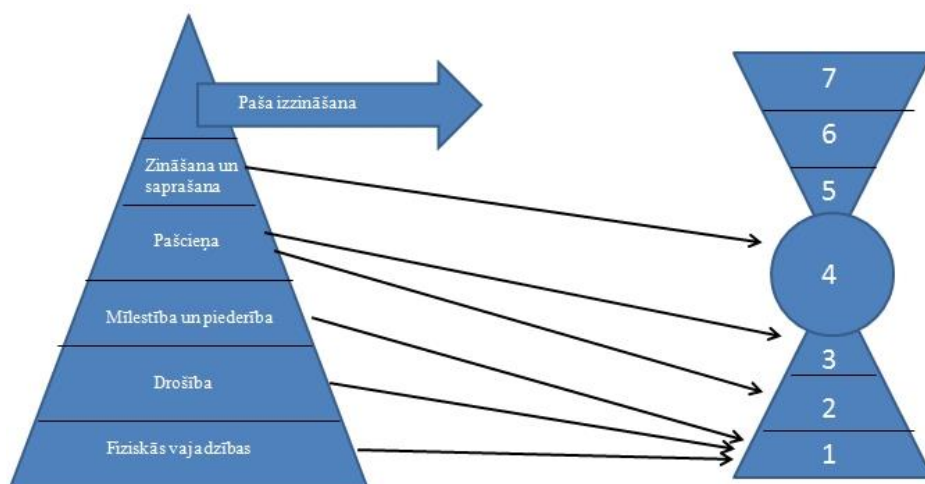 Paša izzināšana
Zināšana un
saprašana
Pašcieņa
Mīlestība un piederība
Drošība
Fiziskās vajadzības
7
6
5
4
3
2
1